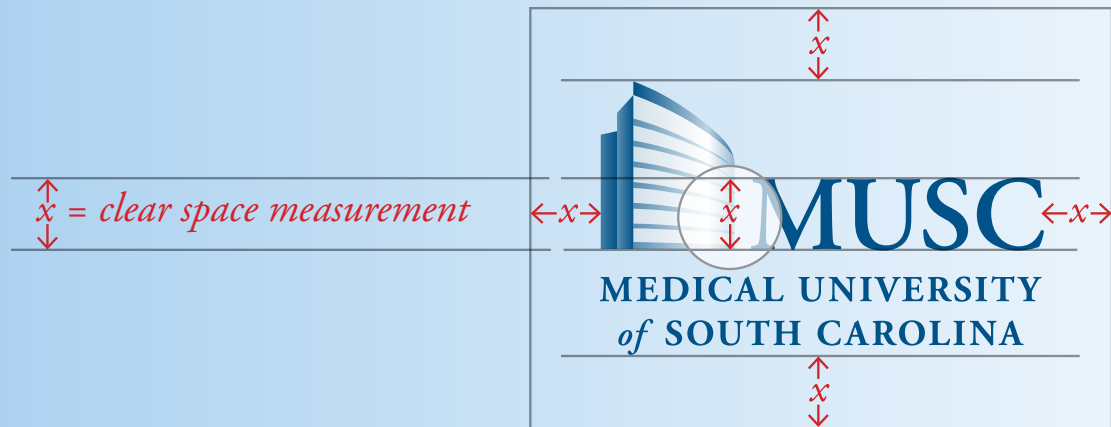 x
x = clear space measurement
x
x
MUSC
x
MEDICAL UNIVERSITY
of SOUTH CAROLINA
x